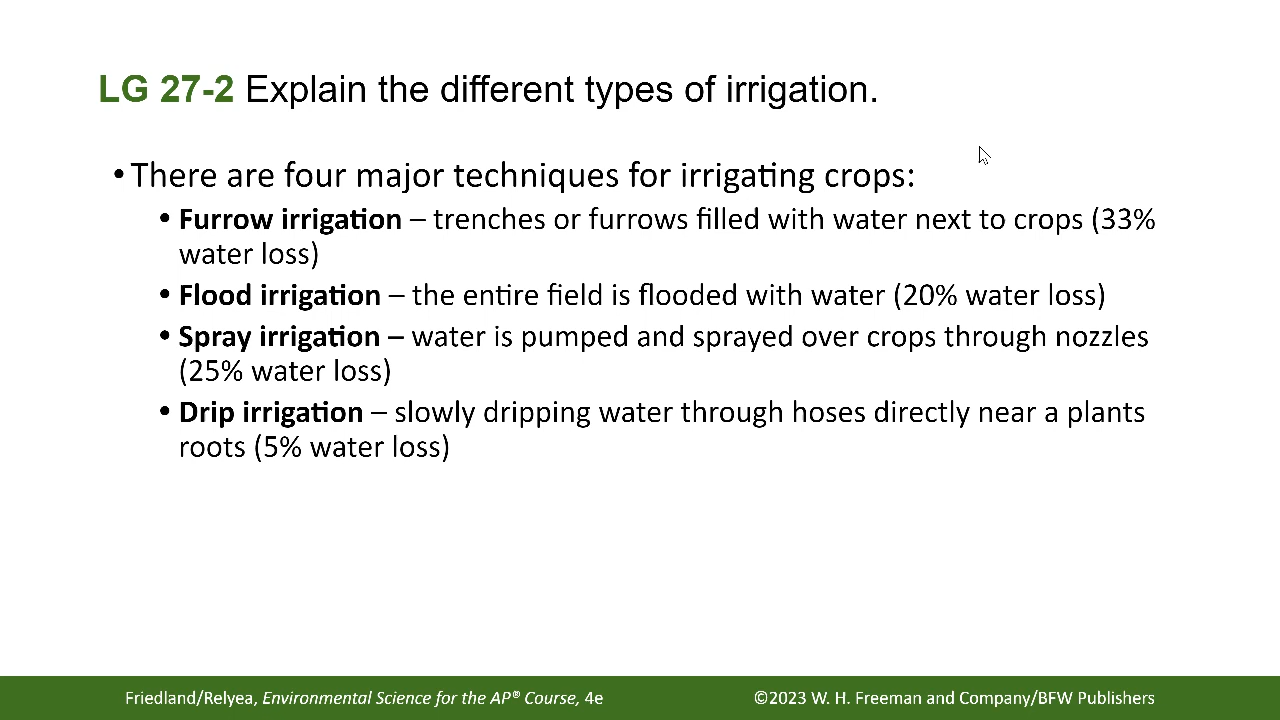 LG 27-2 Explain the different types of irrigation.
• There are four major techniques for irrigating crops:
• Furrow irrigation – trenches or furrows filled with water next to crops (33%
water loss)
• Flood irrigation – the entire field is flooded with water (20% water loss)
• Spray irrigation – water is pumped and sprayed over crops through nozzles
(25% water loss)
• Drip irrigation – slowly dripping water through hoses directly near a plants
roots (5% water loss)
Friedland/Relyea, Environmental Science for the AP® Course, 4e
©2023 W. H. Freeman and Company/BFW Publishers